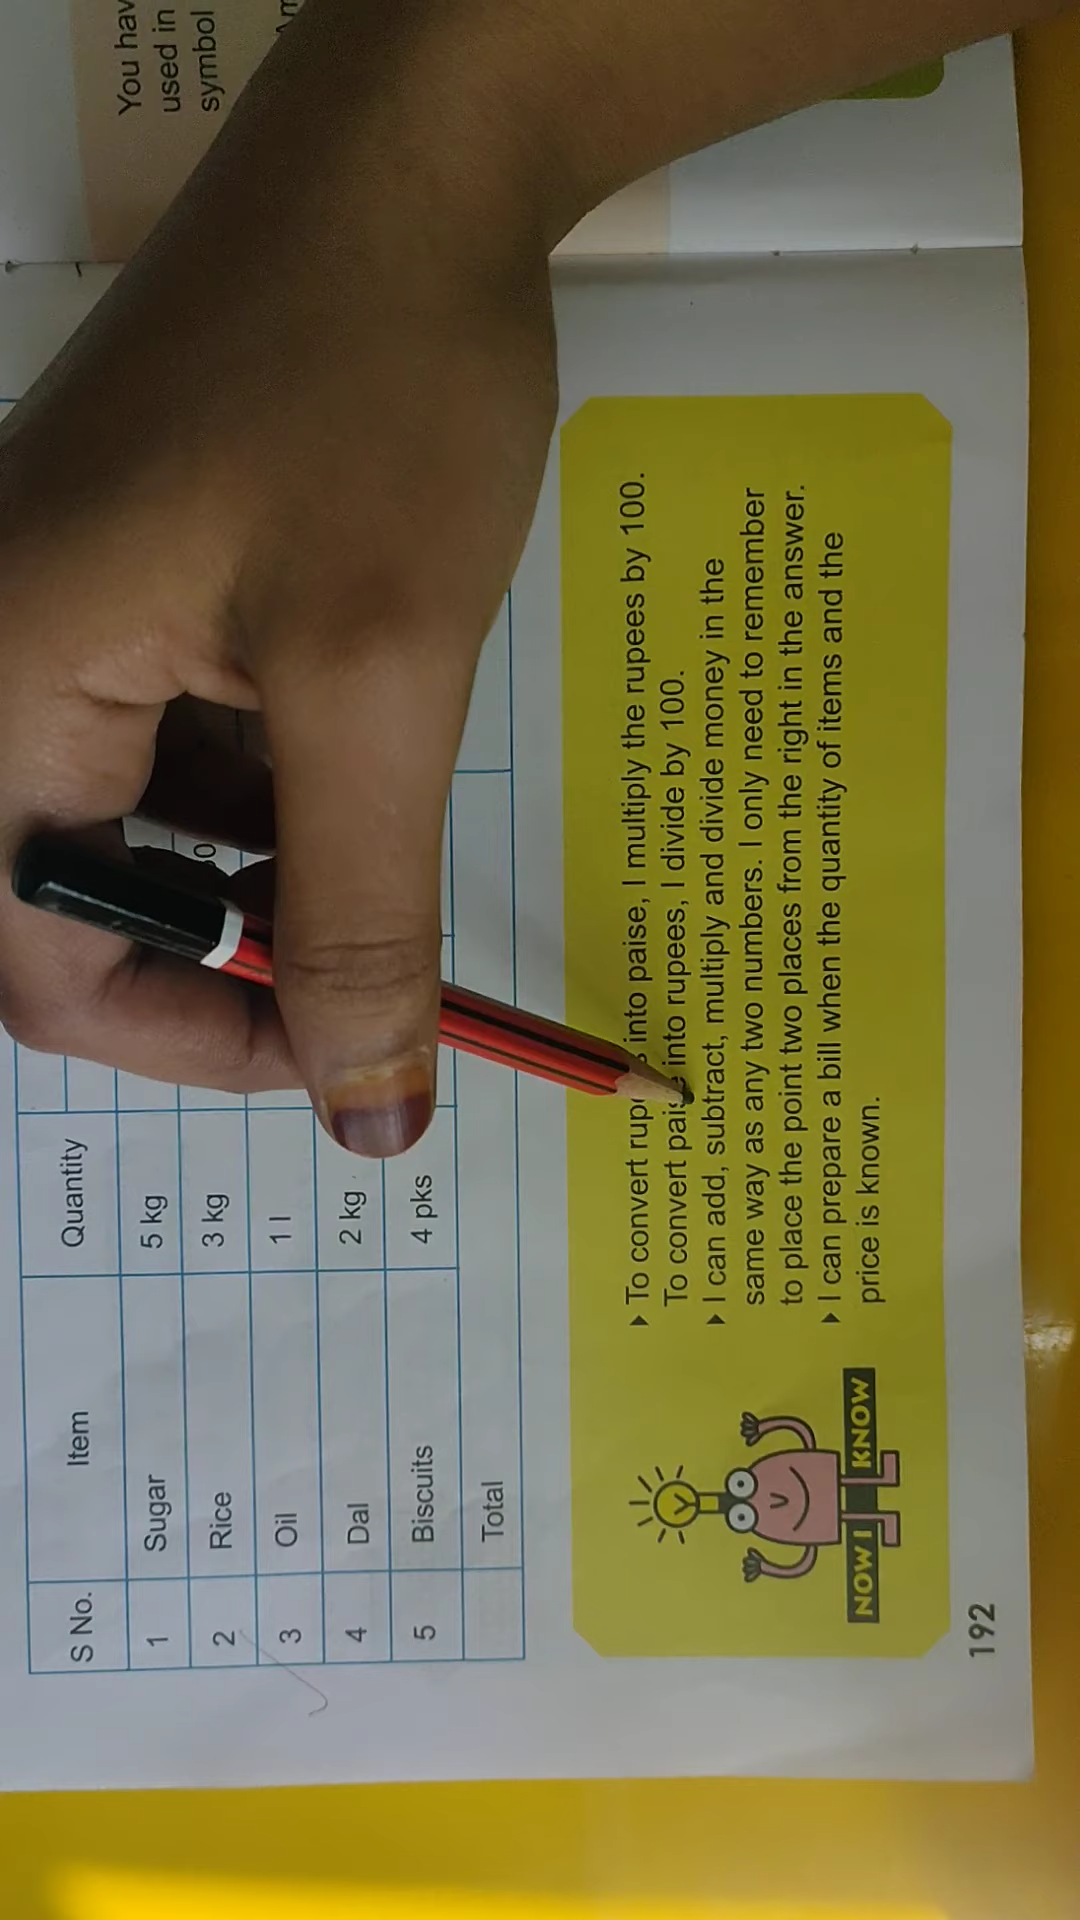 You
used in
symbol
S No. Item Quantity
1 Sugar 5 kg
2 Rice 3 kg
3 Oil 1 l
4 Dal 2 kg
5 Biscuits 4 pks
Total
▸ To convert into paise, I multiply the rupees by 100.
To convert into rupees, I divide by 100.
▸ I can add, subtract, multiply and divide money in the
same way as any two numbers. I only need to remember
to place the point two places from the right in the answer.
▸ I can prepare a bill when the quantity of items and the
price is known.
NOW I KNOW
192